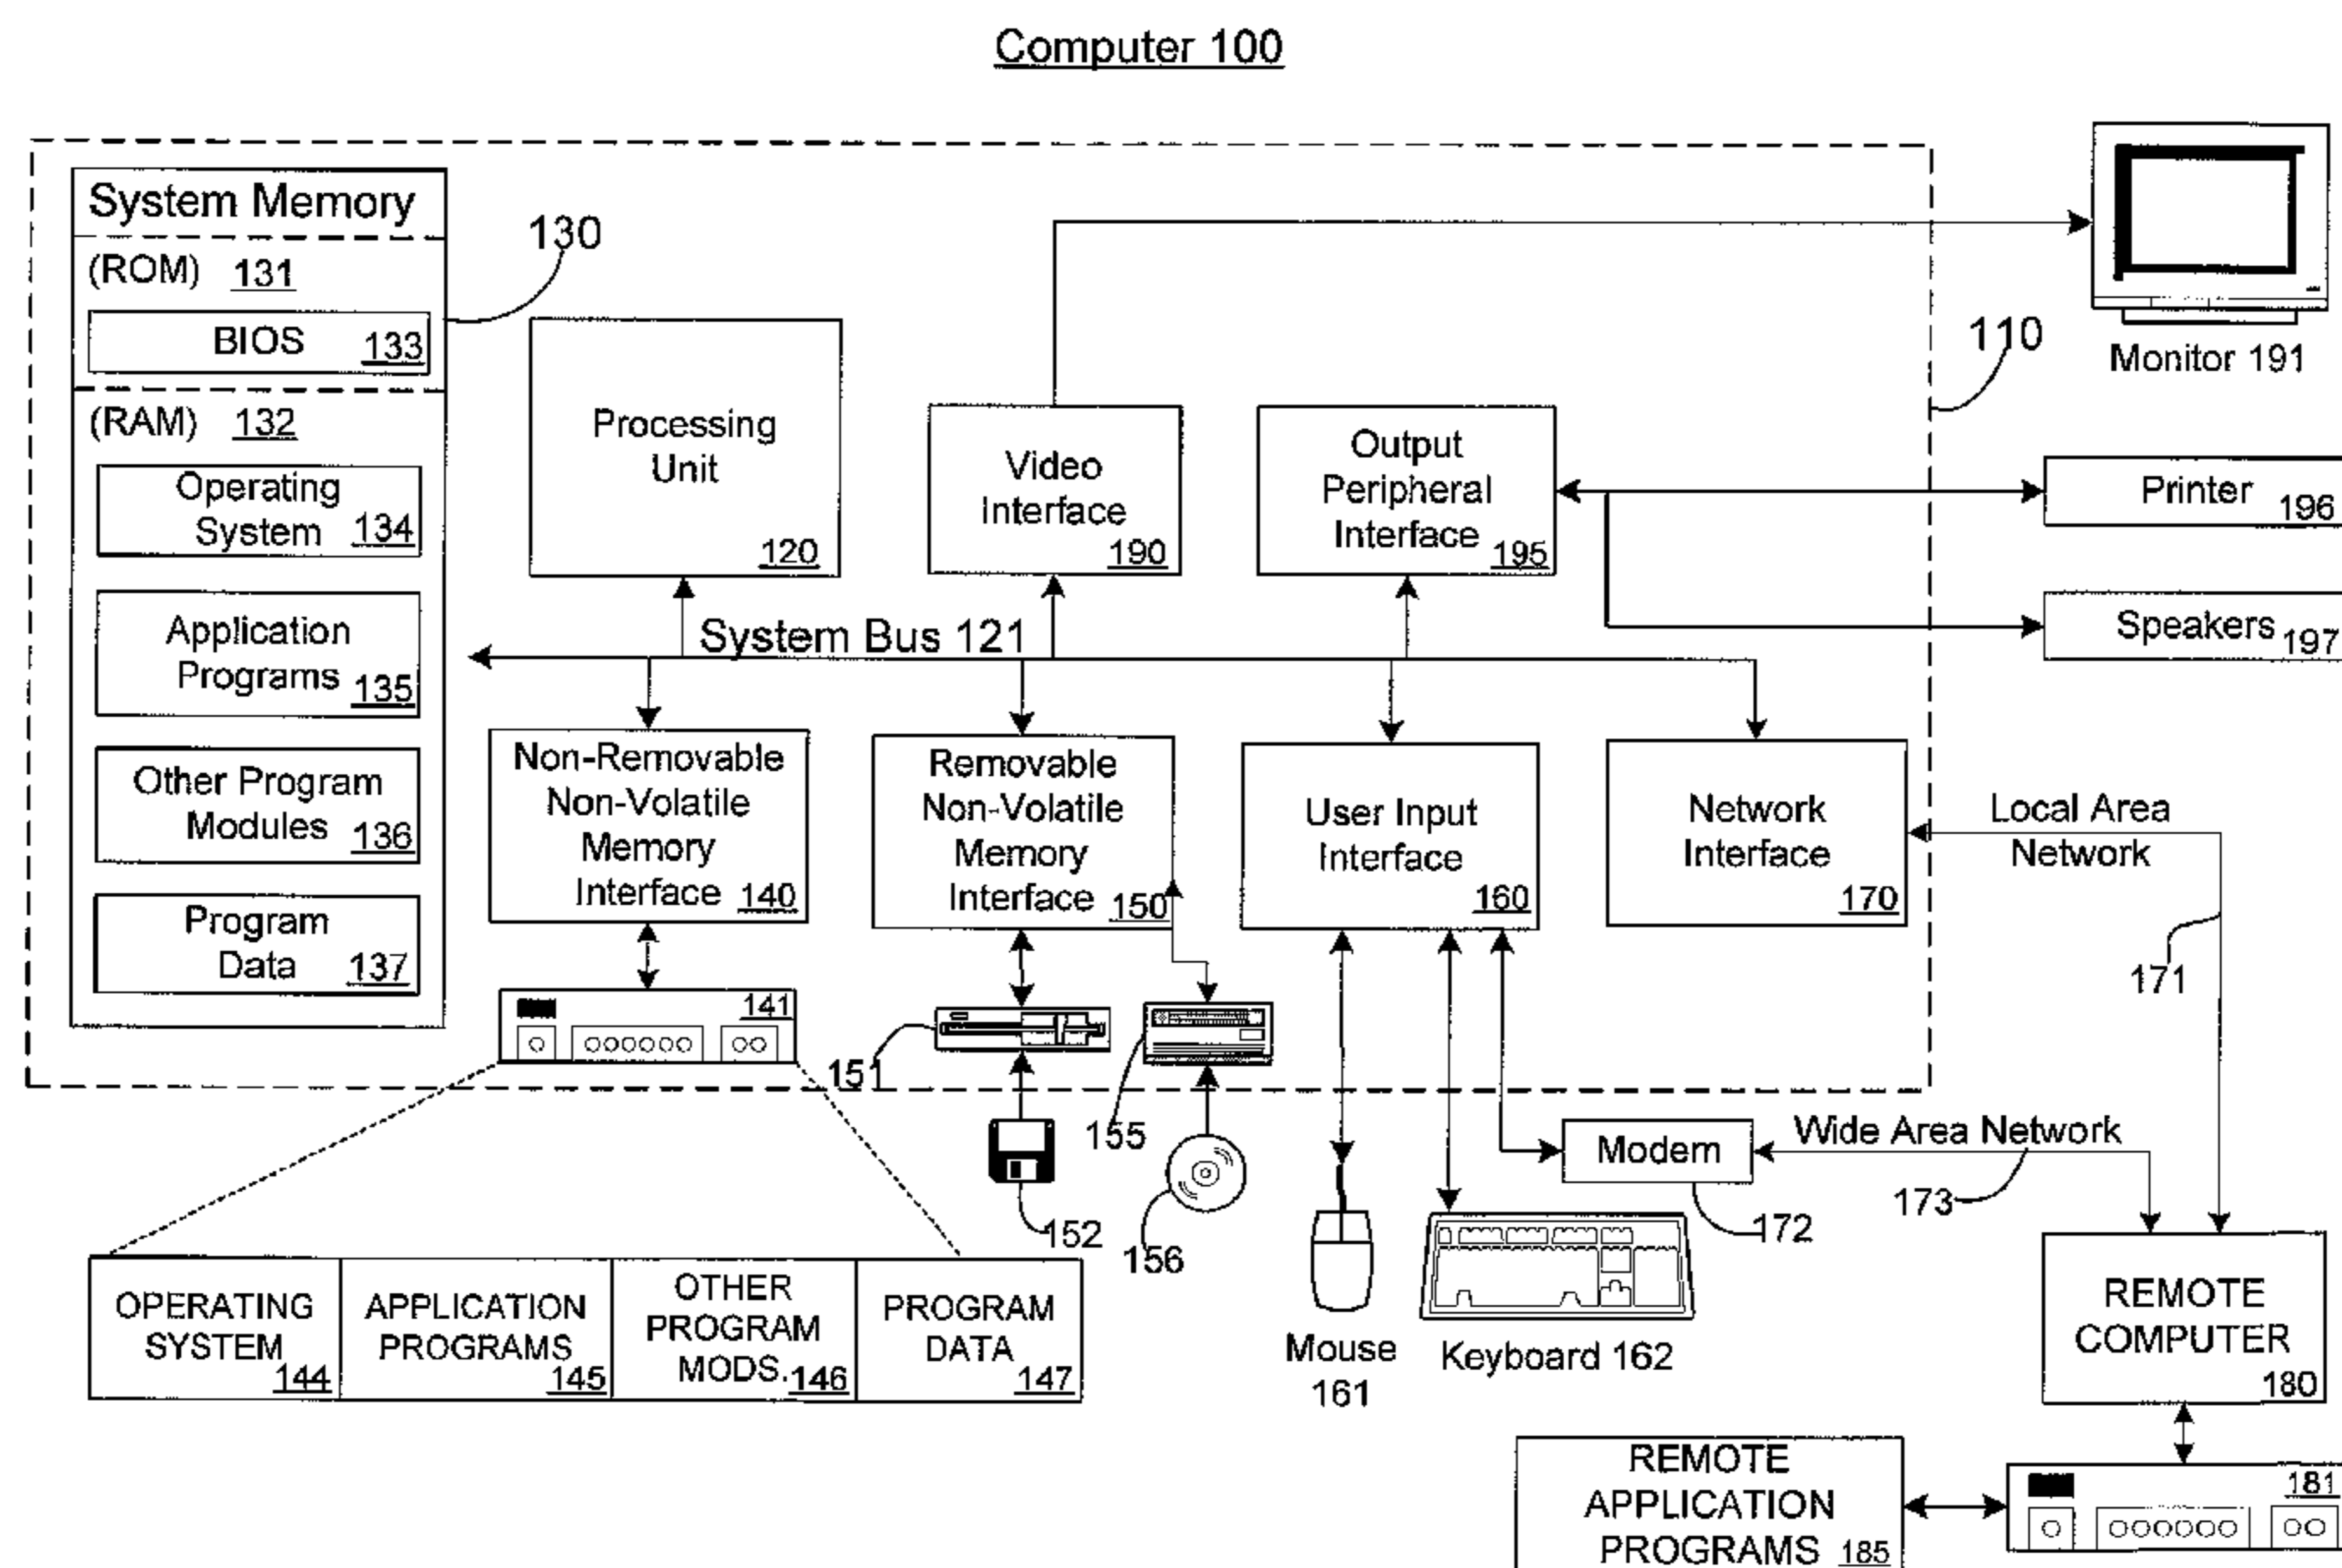 Computer 100
System Memory
(ROM) 131
BIOS 133
(RAM) 132
Operating
System 134
Application
Programs 135
Other Program
Modules 136
Program
Data 137
130
Processing
Unit
120
Video
Interface
190
Output
Peripheral
Interface 195
110
Monitor 191
Printer 196
Speakers 197
System Bus 121
Non-Removable
Non-Volatile
Memory
Interface 140
Removable
Non-Volatile
Memory
Interface 150
User Input
Interface
160
Network
Interface
170
Local Area
Network
171
141
151
152
155
156
Modem
172
Wide Area Network
173
OPERATING
SYSTEM 144
APPLICATION
PROGRAMS 145
OTHER
PROGRAM
MODS. 146
PROGRAM
DATA 147
Mouse
161
Keyboard 162
REMOTE
COMPUTER
180
REMOTE
APPLICATION
PROGRAMS 185
181